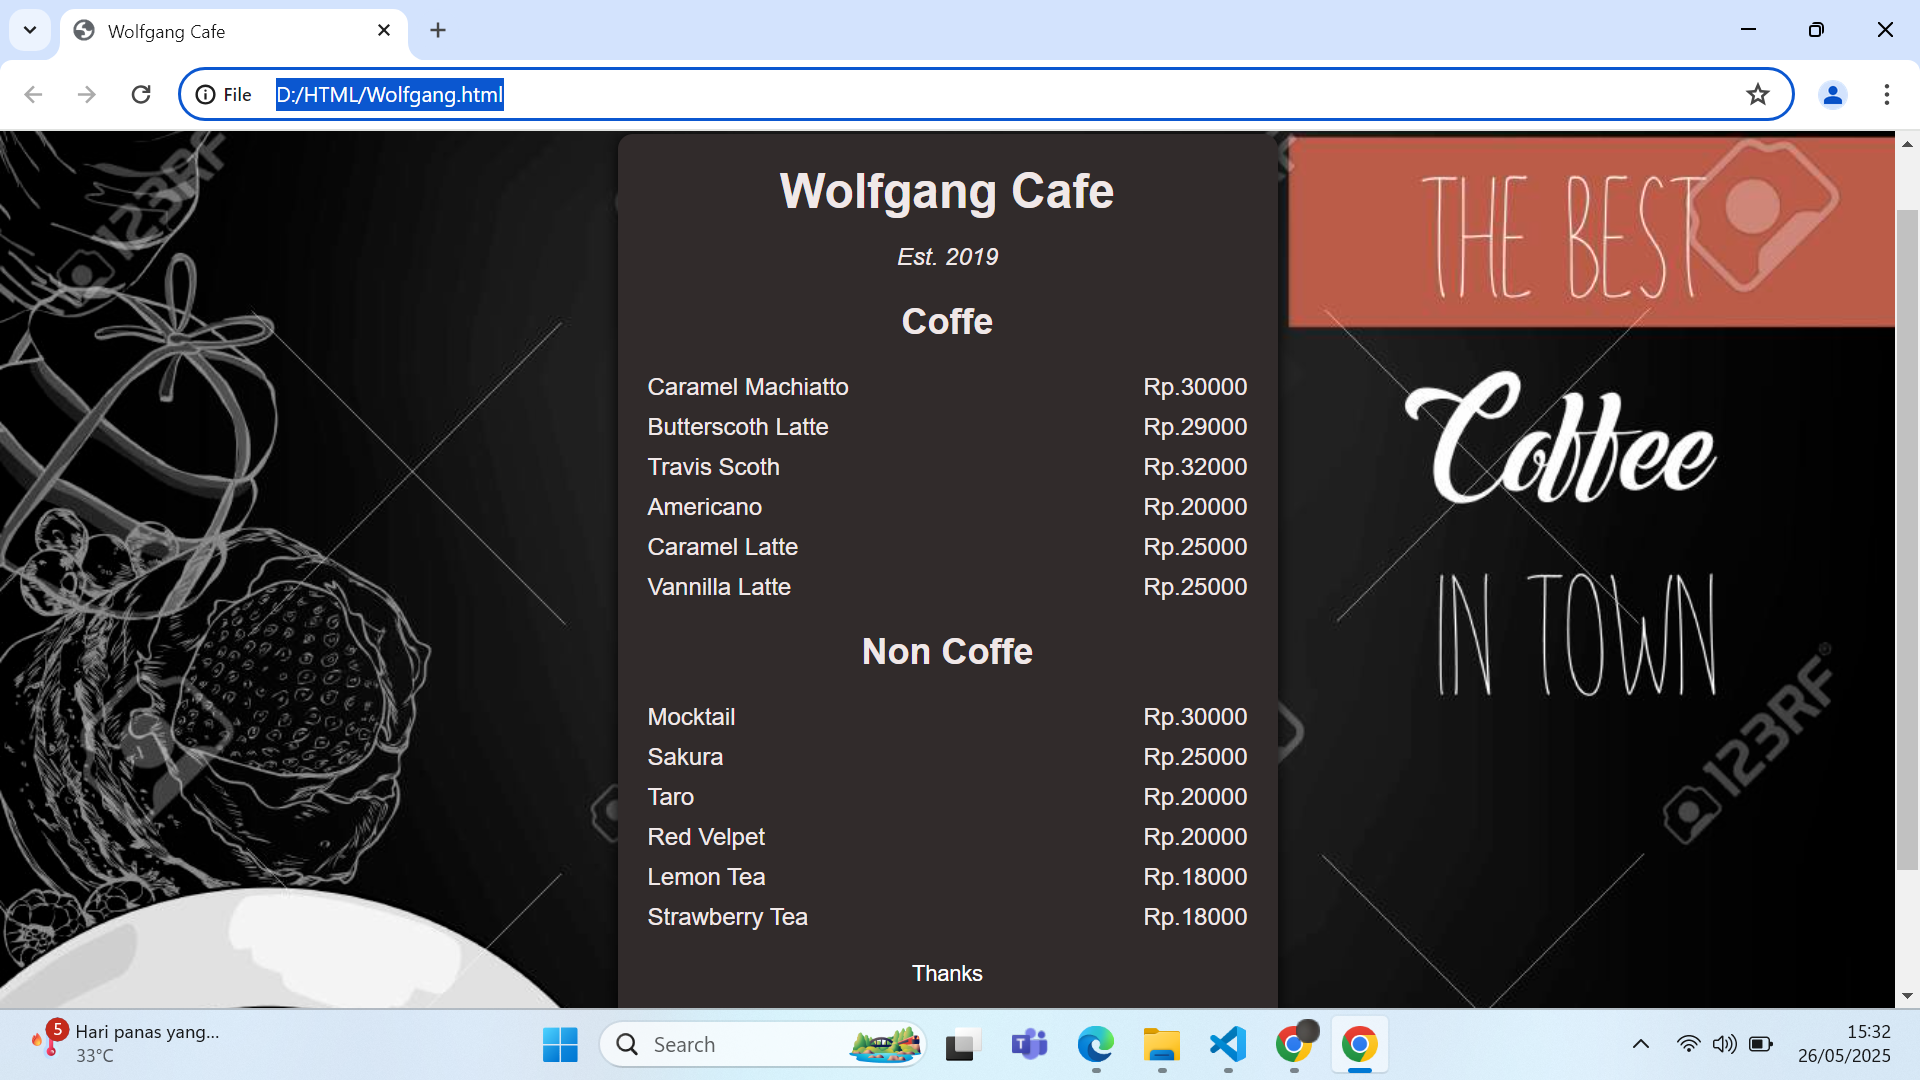 Wolfgang Cafe
File D:/HTML/Wolfgang.html
123RF
THE BEST
Coffee
IN TOWN
123RF
Wolfgang Cafe
Est. 2019
Coffe
Caramel Machiatto Rp.30000
Butterscoth Latte Rp.29000
Travis Scoth Rp.32000
Americano Rp.20000
Caramel Latte Rp.25000
Vannilla Latte Rp.25000
Non Coffe
Mocktail Rp.30000
Sakura Rp.25000
Taro Rp.20000
Red Velpet Rp.20000
Lemon Tea Rp.18000
Strawberry Tea Rp.18000
Thanks
5
Hari panas yang...
33°C
Search
15:32
26/05/2025